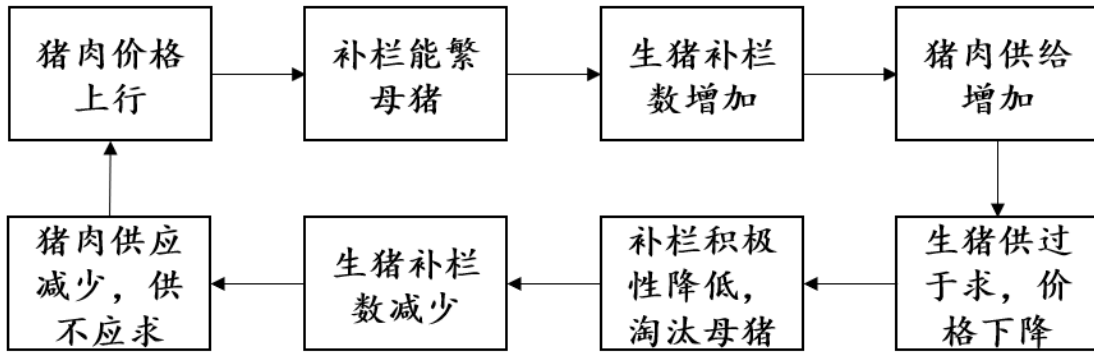 猪肉价格
上行
补栏能繁
母猪
生猪补栏
数增加
猪肉供给
增加
猪肉供应
减少，供
不应求
生猪补栏
数减少
补栏积极
性降低，
淘汰母猪
生猪供过
于求，价
格下降